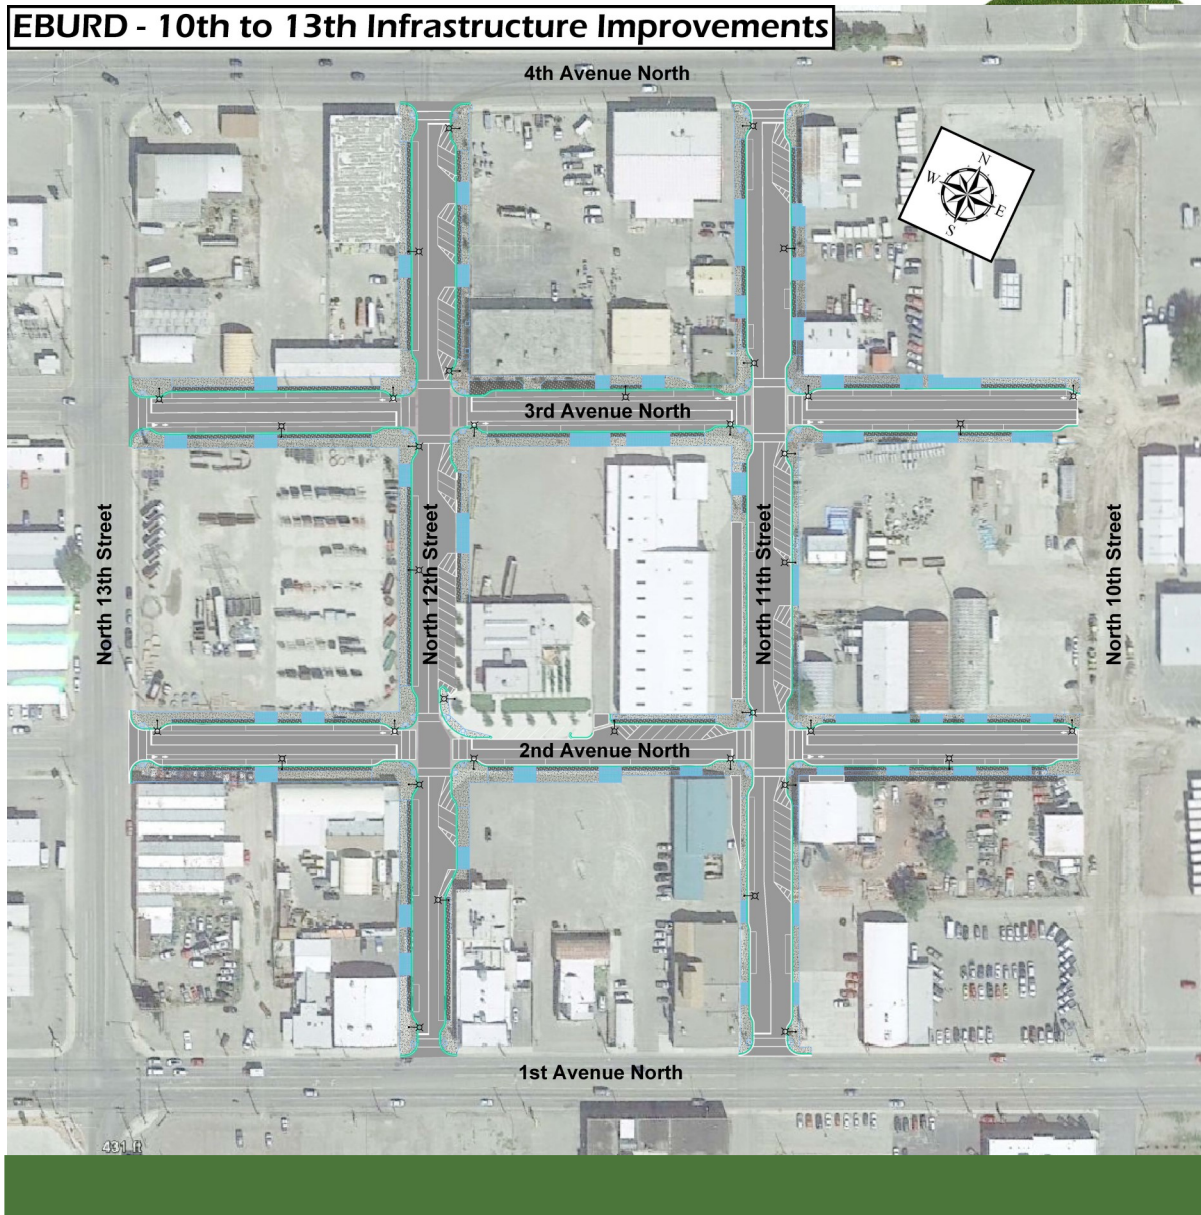 EBURD - 10th to 13th Infrastructure Improvements
4th Avenue North
N
W
E
S
3rd Avenue North
North 13th Street
North 12th Street
North 11th Street
North 10th Street
2nd Avenue North
1st Avenue North
431 ft